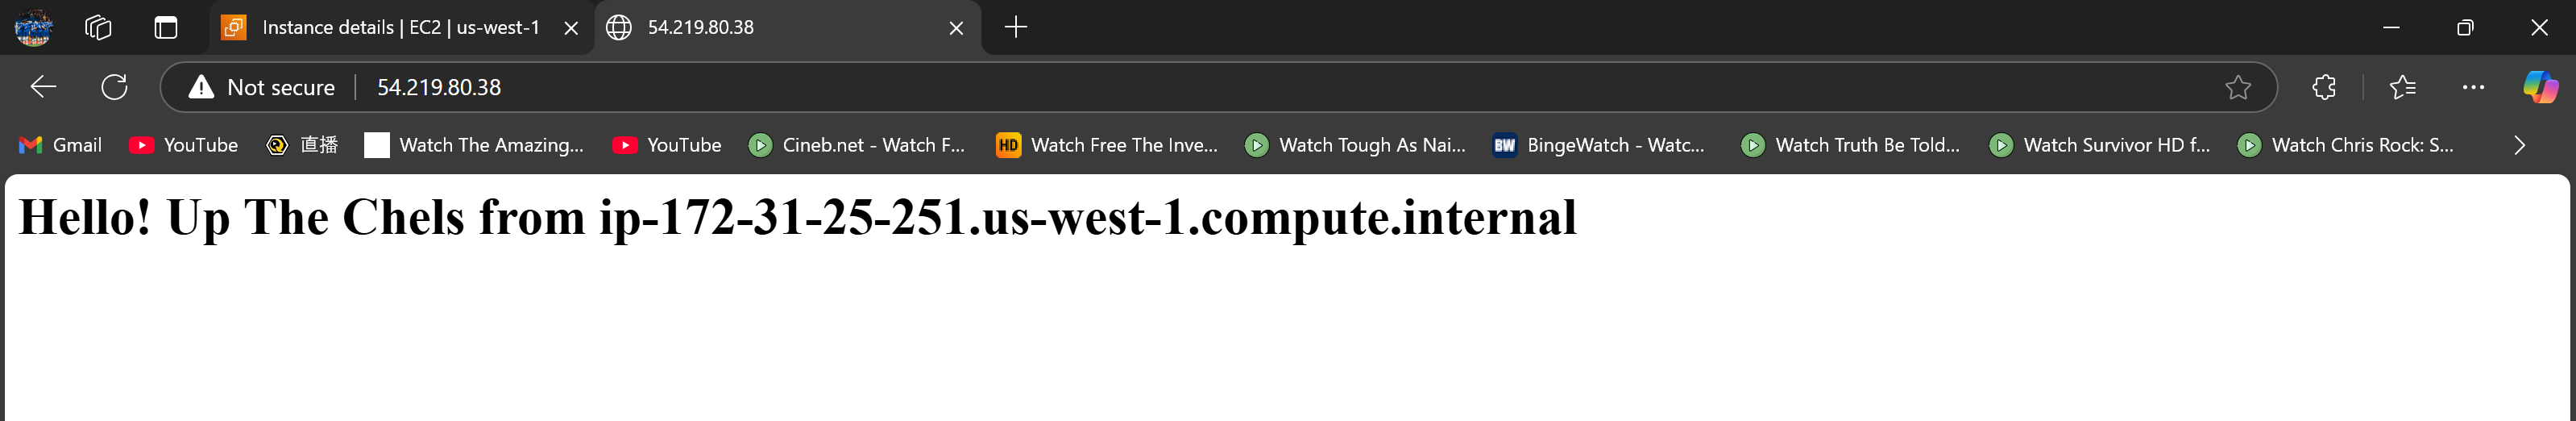 Instance details | EC2 | us-west-1
54.219.80.38
Not secure 54.219.80.38
Gmail YouTube 直播 Watch The Amazing... YouTube Cineb.net - Watch F... HD Watch Free The Inve... Watch Tough As Nai... BW BingeWatch - Watc... Watch Truth Be Told... Watch Survivor HD f... Watch Chris Rock: S...
Hello! Up The Chels from ip-172-31-25-251.us-west-1.compute.internal